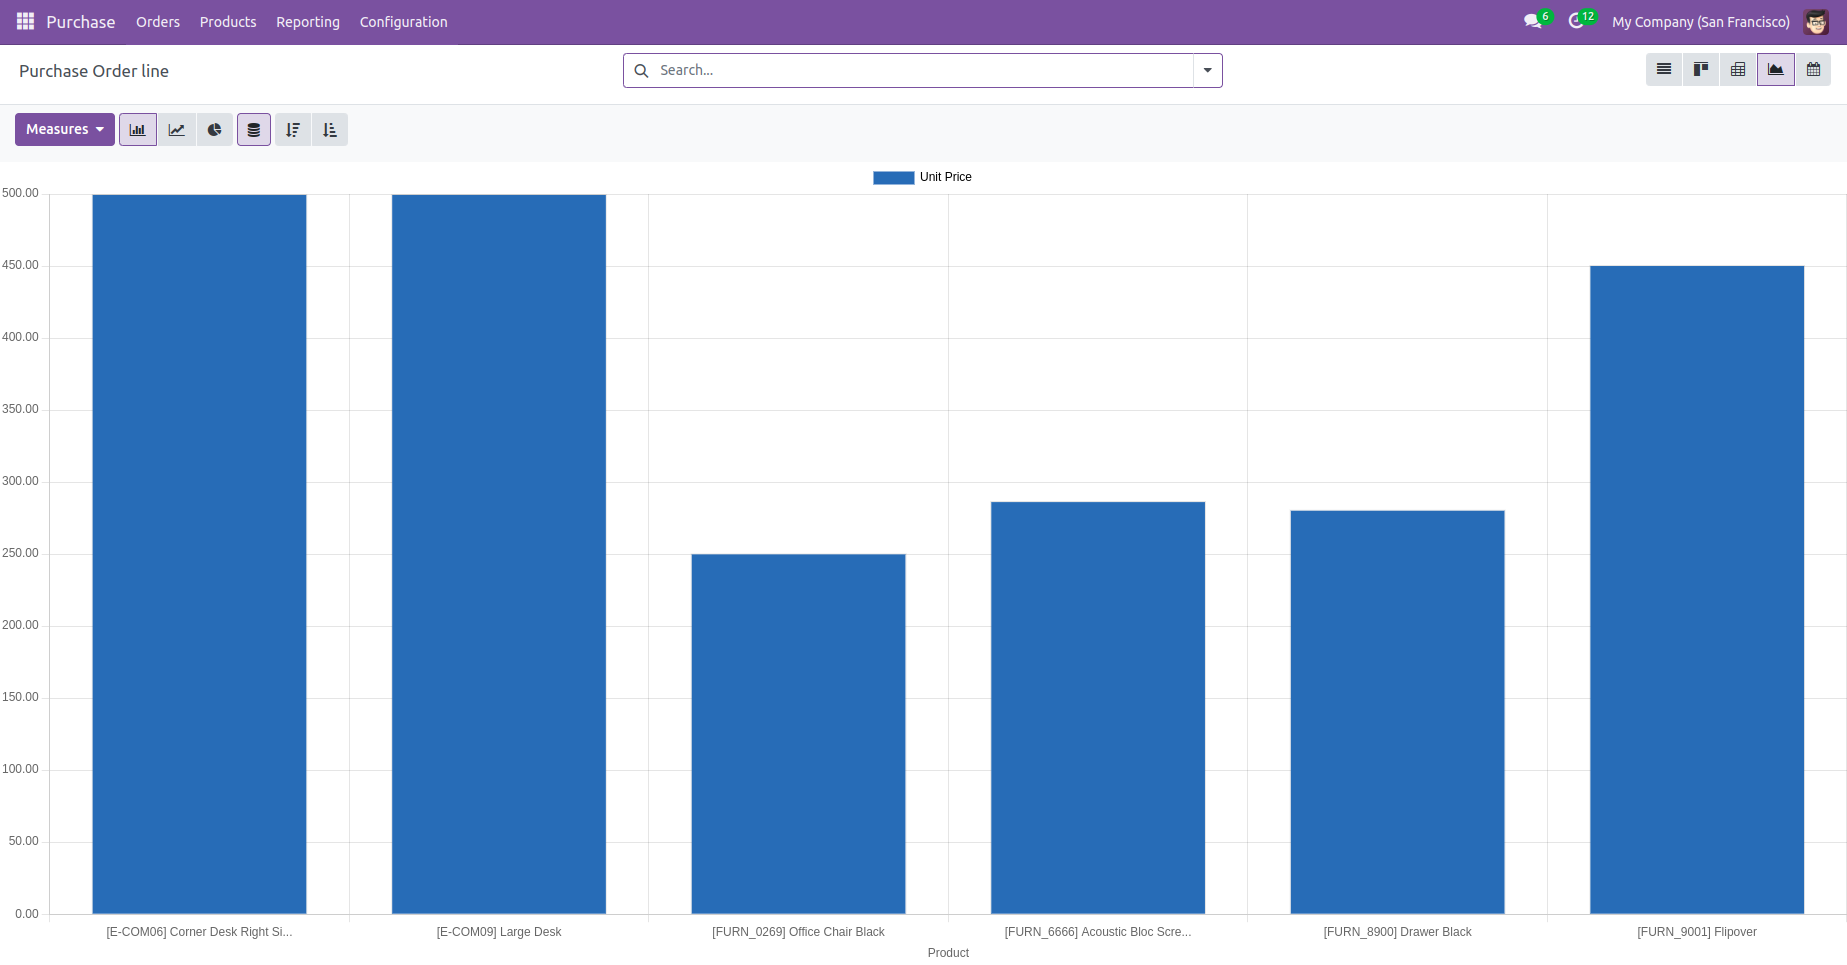 Purchase Orders Products Reporting Configuration 6 12 My Company (San Francisco)
Purchase Order line
Search...
Measures
Unit Price
500.00
450.00
400.00
350.00
300.00
250.00
200.00
150.00
100.00
50.00
0.00
[E-COM06] Corner Desk Right Si... [E-COM09] Large Desk [FURN_0269] Office Chair Black [FURN_6666] Acoustic Bloc Scre... [FURN_8900] Drawer Black [FURN_9001] Flipover
Product